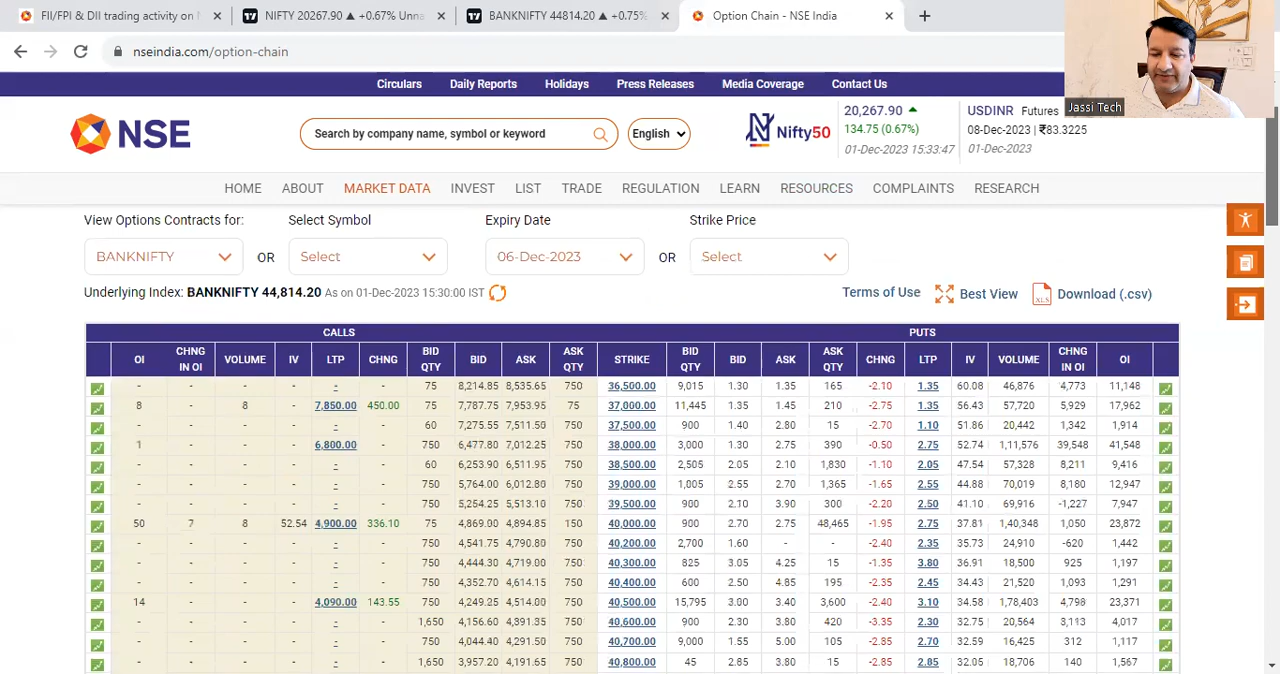 FII/FPI & DII trading activity on N
NIFTY 20267.90 ▲ +0.67% Unna
BANKNIFTY 44814.20 ▲ +0.75%
Option Chain - NSE India
nseindia.com/option-chain
Circulars Daily Reports Holidays Press Releases Media Coverage Contact Us
Jassi Tech
NSE
Search by company name, symbol or keyword
English
Nifty50
20,267.90
134.75 (0.67%)
01-Dec-2023 15:33:47
USDINR Futures
08-Dec-2023 | ₹83.3225
01-Dec-2023
HOME ABOUT MARKET DATA INVEST LIST TRADE REGULATION LEARN RESOURCES COMPLAINTS RESEARCH
View Options Contracts for: Select Symbol Expiry Date Strike Price
BANKNIFTY OR Select 06-Dec-2023 OR Select
Underlying Index: BANKNIFTY 44,814.20 As on 01-Dec-2023 15:30:00 IST
Terms of Use Best View XLS Download (.csv)
CALLS PUTS
OI CHNG IN OI VOLUME IV LTP CHNG BID QTY BID ASK ASK QTY STRIKE BID QTY BID ASK ASK QTY CHNG LTP IV VOLUME CHNG IN OI OI
- - - - - - 75 8,214.85 8,535.65 750 36,500.00 9,015 1.30 1.35 165 -2.10 1.35 60.08 46,876 4,773 11,148
8 - 8 - 7,850.00 450.00 75 7,787.75 7,953.95 75 37,000.00 11,445 1.35 1.45 210 -2.75 1.35 56.43 57,720 5,929 17,962
- - - - - - 60 7,275.55 7,511.50 750 37,500.00 900 1.40 2.80 15 -2.70 1.10 51.86 20,442 1,342 1,914
1 - - - 6,800.00 - 750 6,477.80 7,012.25 750 38,000.00 3,000 1.30 2.75 390 -0.50 2.75 52.74 1,11,576 39,548 41,548
- - - - - - 60 6,253.90 6,511.95 750 38,500.00 2,505 2.05 2.10 1,830 -1.10 2.05 47.54 57,328 8,211 9,416
- - - - - - 750 5,764.00 6,012.80 750 39,000.00 1,805 2.55 2.70 1,365 -1.65 2.55 44.88 70,019 8,180 12,947
- - - - - - 750 5,254.25 5,513.10 750 39,500.00 900 2.10 3.90 300 -2.20 2.50 41.10 69,916 -1,227 7,947
50 7 8 52.54 4,900.00 336.10 75 4,869.00 4,894.85 150 40,000.00 900 2.70 2.75 48,465 -1.95 2.75 37.81 1,40,348 1,050 23,872
- - - - - - 750 4,541.75 4,790.80 750 40,200.00 2,700 1.60 - - -2.40 2.35 35.73 24,910 -620 1,442
- - - - - - 750 4,444.30 4,719.00 750 40,300.00 825 3.05 4.25 15 -1.35 3.80 36.91 18,500 925 1,197
- - - - - - 750 4,352.70 4,614.15 750 40,400.00 600 2.50 4.85 195 -2.35 2.45 34.43 21,520 1,093 1,291
14 - - - 4,090.00 143.55 750 4,249.25 4,514.00 750 40,500.00 15,795 3.00 3.40 3,600 -2.40 3.10 34.58 1,78,403 4,798 23,371
- - - - - - 1,650 4,156.60 4,391.35 750 40,600.00 900 2.30 3.80 420 -3.35 2.30 32.75 20,564 3,113 4,017
- - - - - - 750 4,044.40 4,291.50 750 40,700.00 9,000 1.55 5.00 105 -2.85 2.70 32.59 16,425 312 1,117
- - - - - - 1,650 3,957.20 4,191.65 750 40,800.00 45 2.85 3.80 15 -2.85 2.85 32.05 18,706 140 1,567